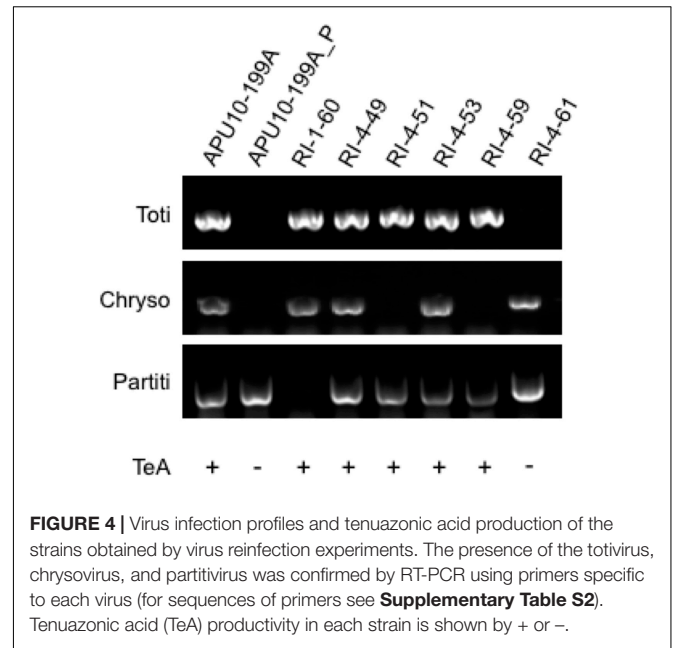 APU10-199A APU10-199A_P RI-1-60 RI-4-49 RI-4-51 RI-4-53 RI-4-59 RI-4-61
Toti
Chryso
Partiti
TeA + - + + + + + -
FIGURE 4 | Virus infection profiles and tenuazonic acid production of the
strains obtained by virus reinfection experiments. The presence of the totivirus,
chrysovirus, and partitivirus was confirmed by RT-PCR using primers specific
to each virus (for sequences of primers see Supplementary Table S2).
Tenuazonic acid (TeA) productivity in each strain is shown by + or –.